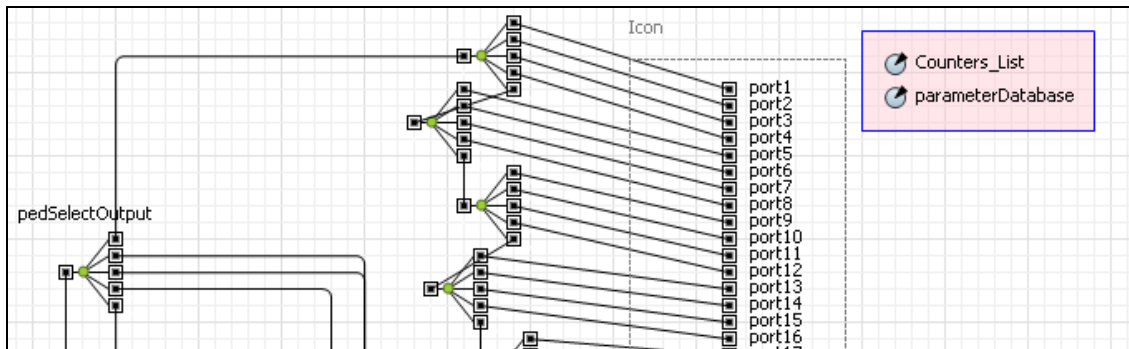 Icon
Counters_List
parameterDatabase
port1
port2
port3
port4
port5
port6
port7
port8
port9
port10
port11
port12
port13
port14
port15
port16
pedSelectOutput